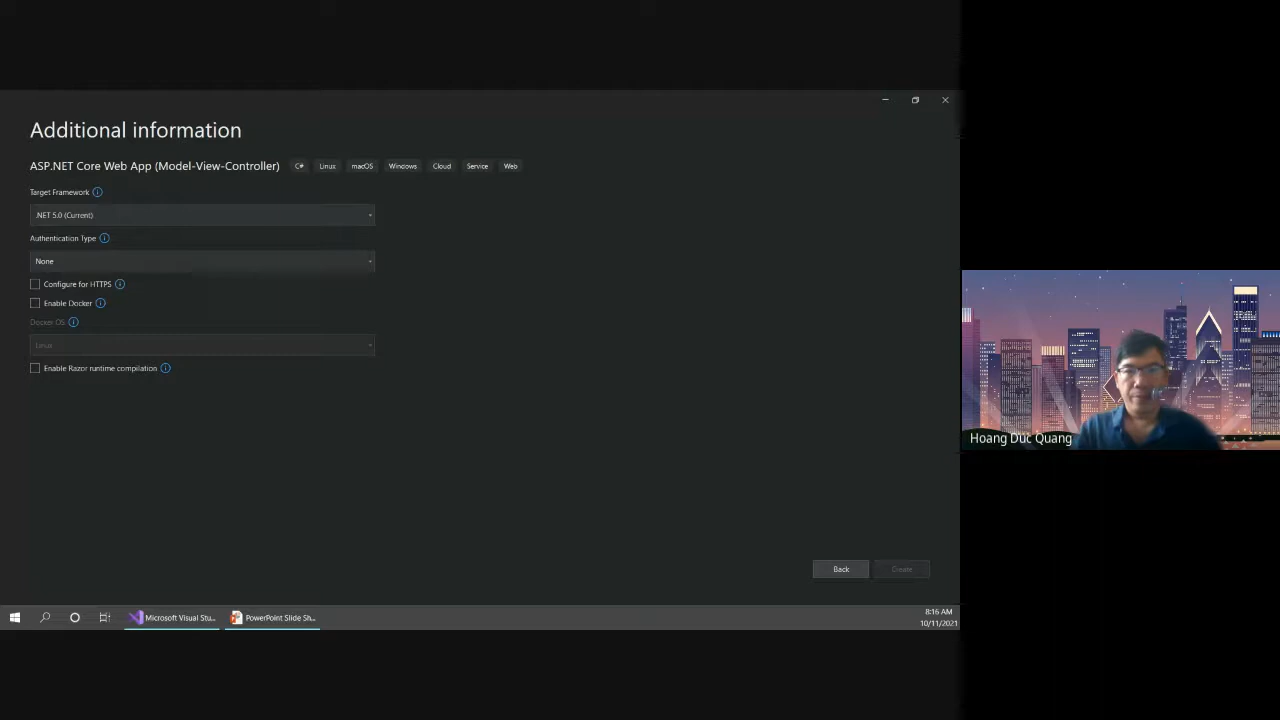 Additional information
ASP.NET Core Web App (Model-View-Controller) C# Linux macOS Windows Cloud Service Web
Target Framework
.NET 5.0 (Current)
Authentication Type
None
Configure for HTTPS
Enable Docker
Docker OS
Linux
Enable Razor runtime compilation
Back Create
Microsoft Visual Stu... PowerPoint Slide Sh...
8:16 AM
10/11/2021
Hoang Duc Quang